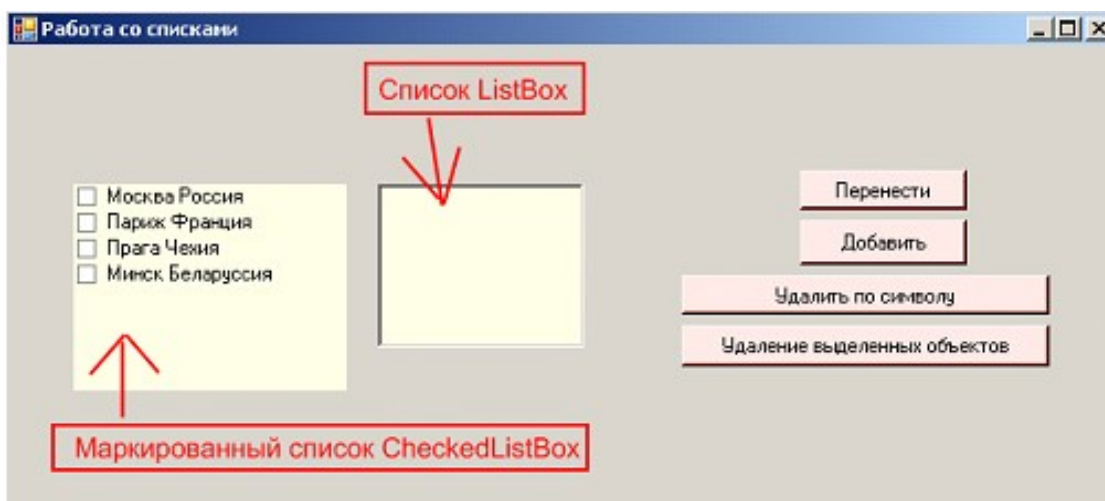 Работа со списками
Список ListBox
Москва Россия
Париж Франция
Прага Чехия
Минск Беларуссия
Перенести
Добавить
Удалить по символу
Удаление выделенных объектов
Маркированный список CheckedListBox